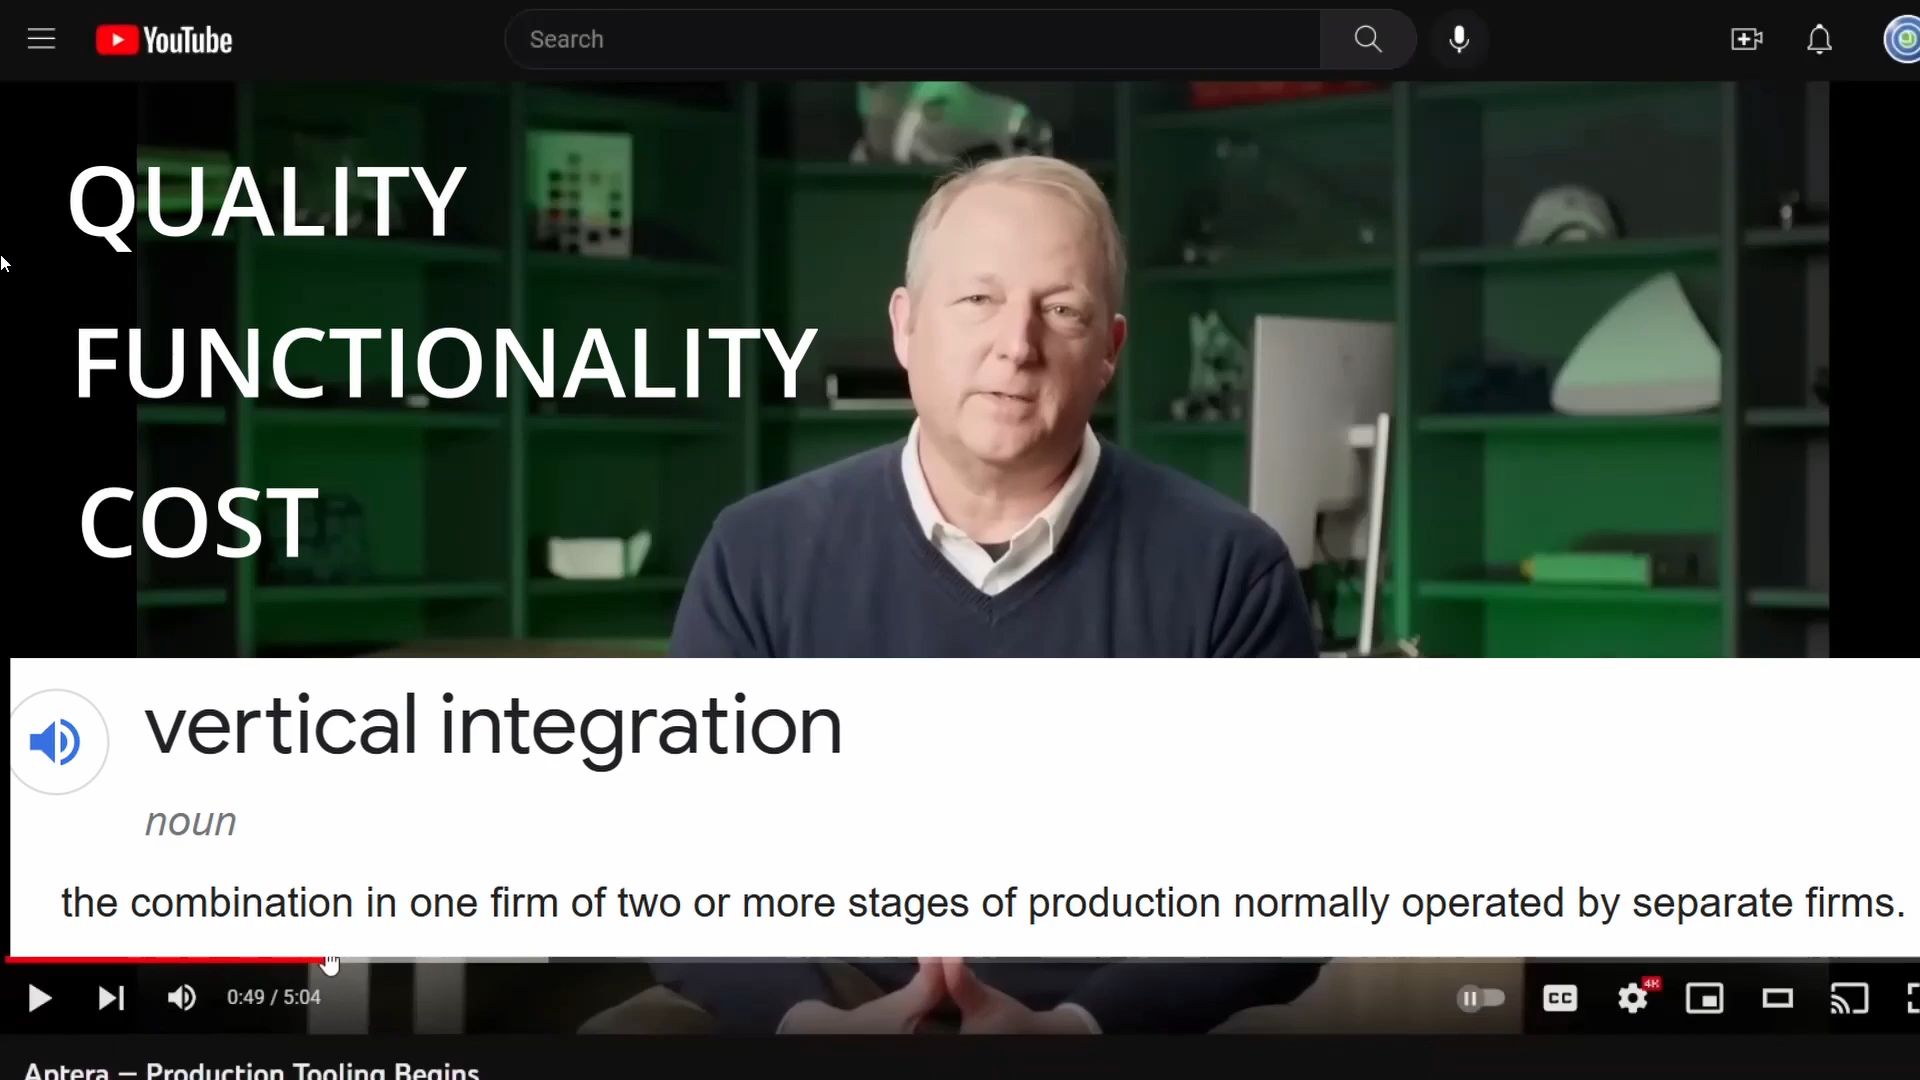 YouTube
Search
QUALITY
FUNCTIONALITY
COST
vertical integration
noun
the combination in one firm of two or more stages of production normally operated by separate firms.
0:49 / 5:04
CC
4K
Aptera — Production Tooling Begins